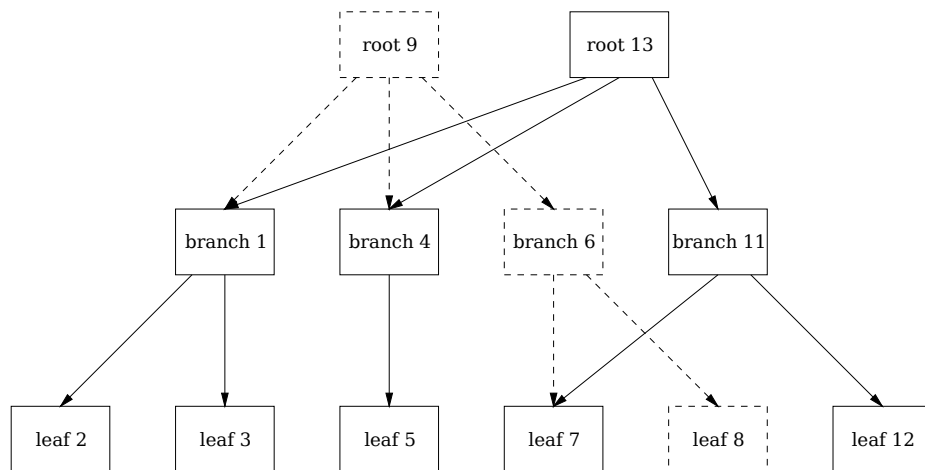 root 9
root 13
branch 1
branch 4
branch 6
branch 11
leaf 2
leaf 3
leaf 5
leaf 7
leaf 8
leaf 12